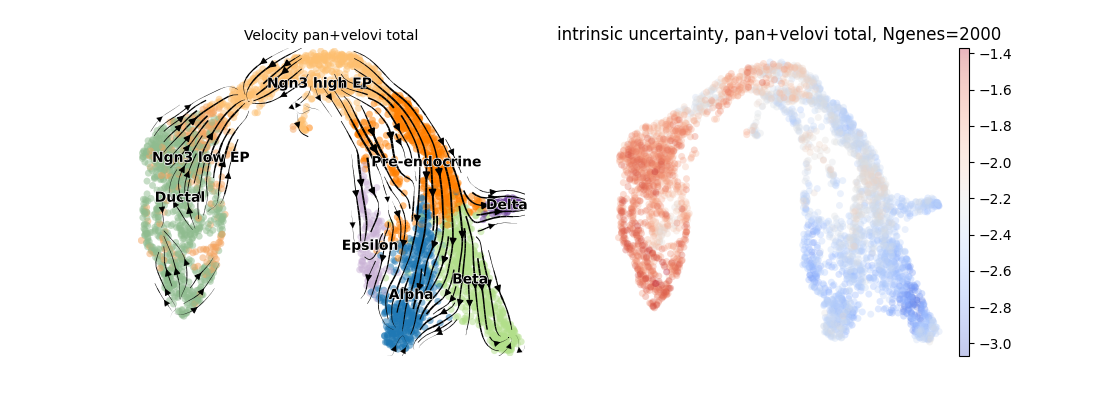 Velocity pan+velovi total
Ngn3 high EP
Pre-endocrine
Ngn3 low EP
Ductal
Delta
Epsilon
Beta
Alpha
intrinsic uncertainty, pan+velovi total, Ngenes=2000
−1.4
−1.6
−1.8
−2.0
−2.2
−2.4
−2.6
−2.8
−3.0